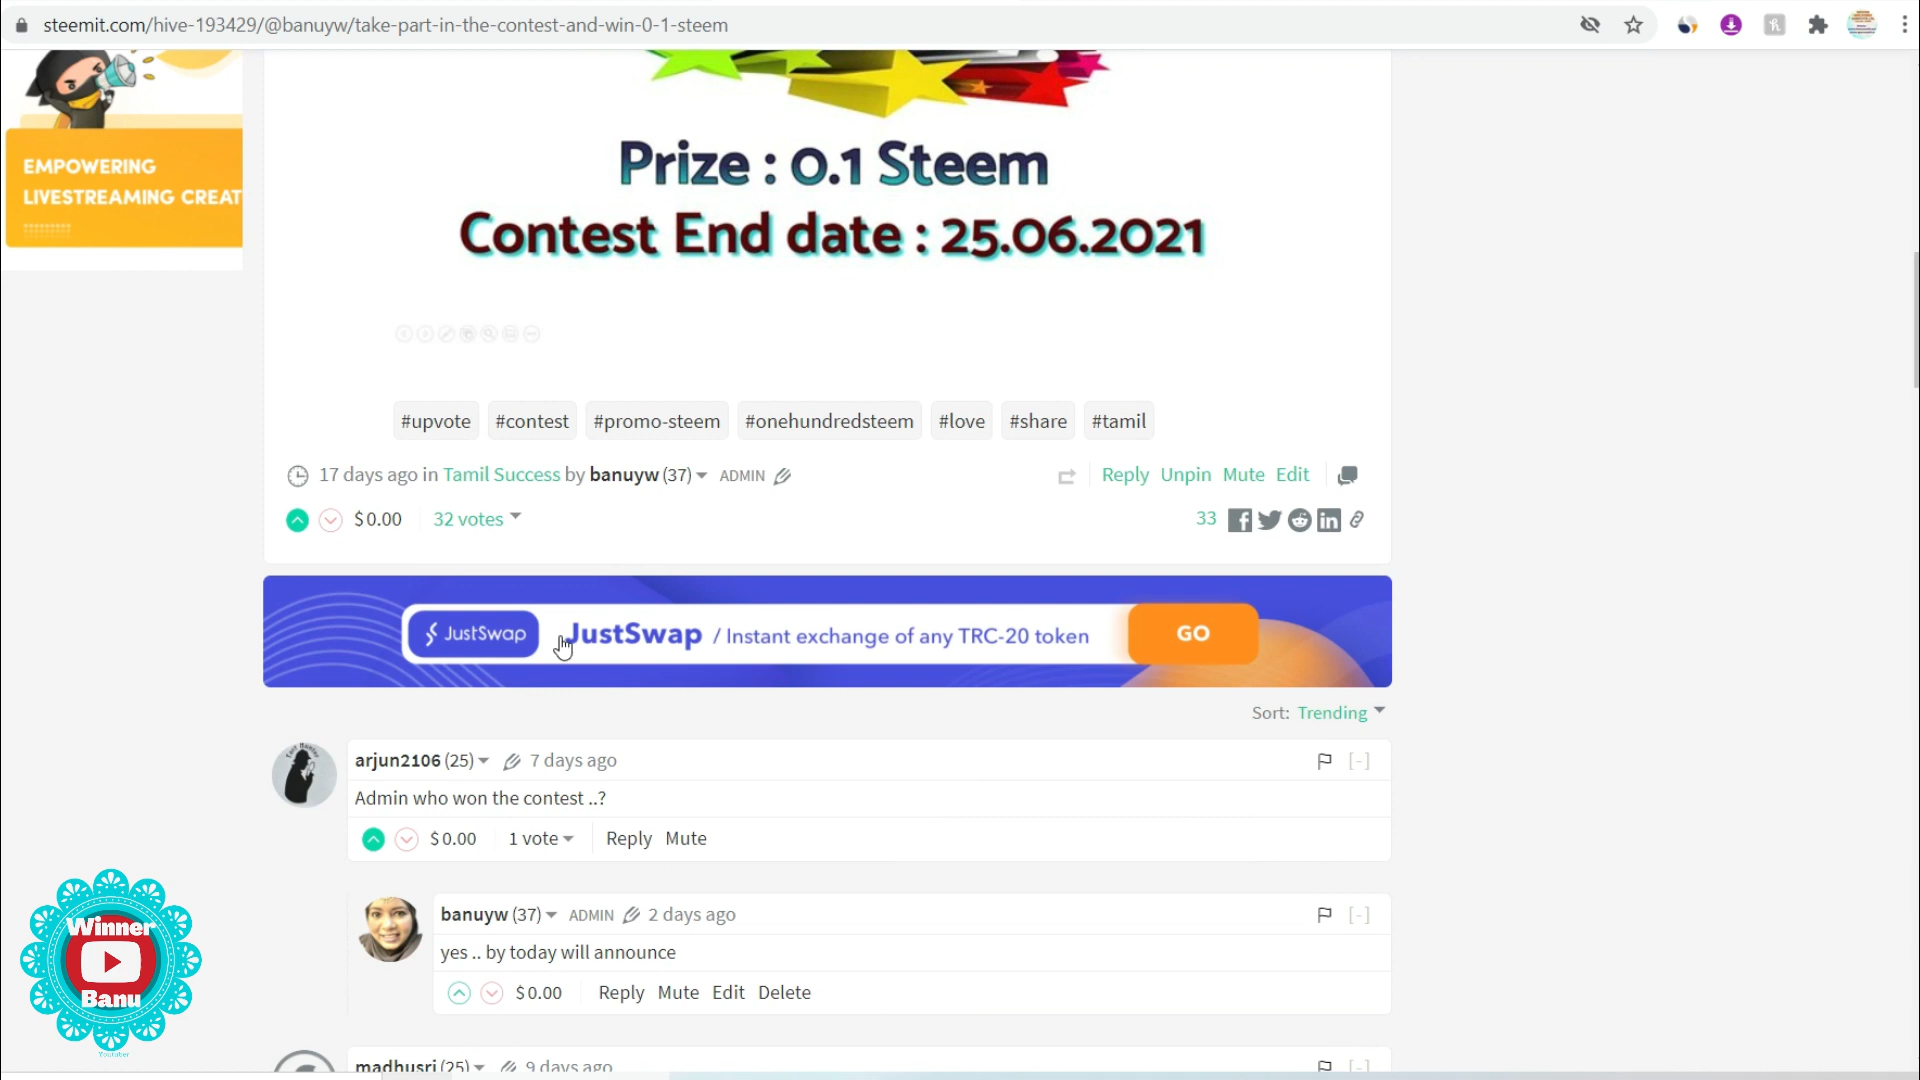 steemit.com/hive-193429/@banuyw/take-part-in-the-contest-and-win-0-1-steem
EMPOWERING
LIVESTREAMING CREAT
Prize : 0.1 Steem
Contest End date : 25.06.2021
#upvote #contest #promo-steem #onehundredsteem #love #share #tamil
17 days ago in Tamil Success by banuyw (37) ADMIN Reply Unpin Mute Edit
$0.00 32 votes 33
JustSwap JustSwap / Instant exchange of any TRC-20 token GO
Sort: Trending
arjun2106 (25) 7 days ago [-]
Admin who won the contest ..?
$0.00 1 vote Reply Mute
banuyw (37) ADMIN 2 days ago [-]
yes .. by today will announce
$0.00 Reply Mute Edit Delete
madhusri (25) 9 days ago [-]
Winner
Banu
Youtuber